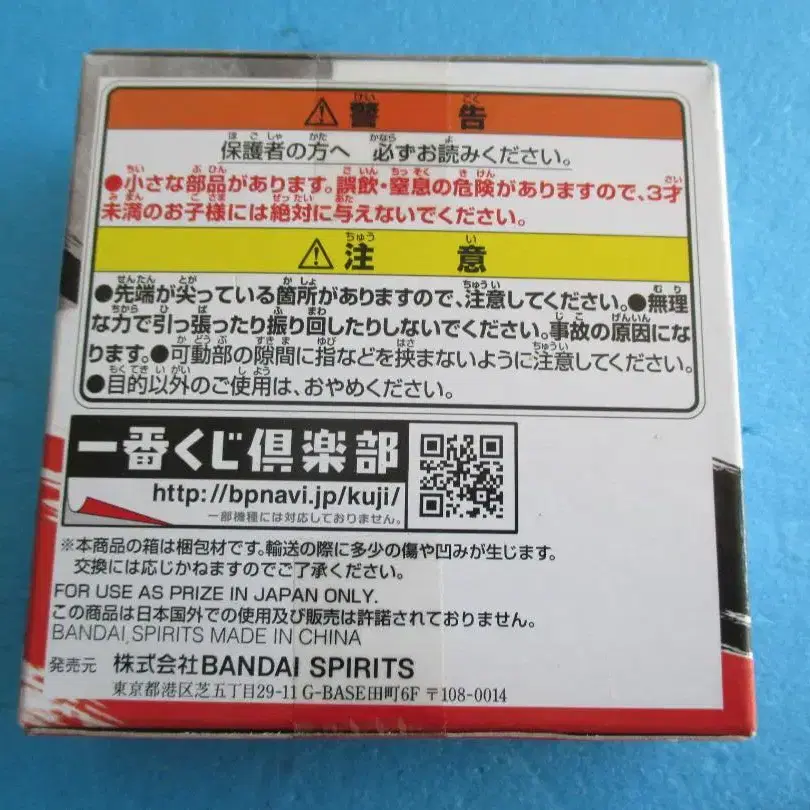 ⚠警告
保護者の方へ 必ずお読みください。
●小さな部品があります。誤飲・窒息の危険がありますので、3才
未満のお子様には絶対に与えないでください。
⚠注意
●先端が尖っている箇所がありますので、注意してください。●無理
な力で引っ張ったり振り回したりしないでください。事故の原因にな
ります。●可動部の隙間に指などを挟まないように注意してください。
●目的以外のご使用は、おやめください。
一番くじ倶楽部
http://bpnavi.jp/kuji/
一部機種には対応しておりません。
※本商品の箱は梱包材です。輸送の際に多少の傷や凹みが生じます。
交換には応じかねますのでご了承ください。
FOR USE AS PRIZE IN JAPAN ONLY.
この商品は日本国外での使用及び販売は許諾されておりません。
BANDAI SPIRITS MADE IN CHINA
発売元 株式会社BANDAI SPIRITS
東京都港区芝五丁目29-11 G-BASE田町6F 〒108-0014